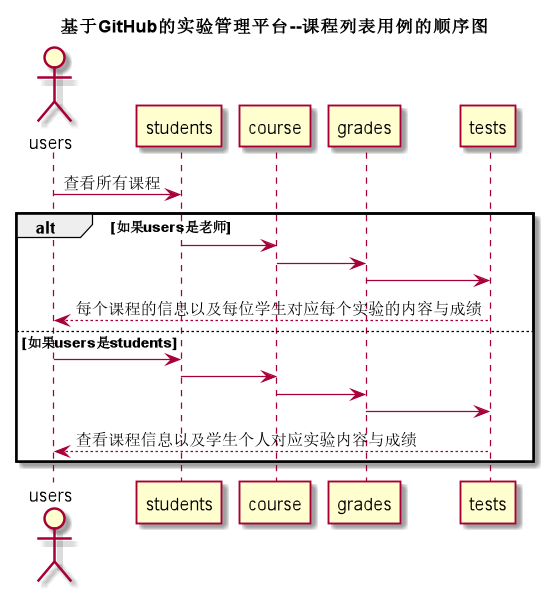 基于GitHub的实验管理平台--课程列表用例的顺序图
users
students
course
grades
tests
查看所有课程
alt
[如果users是老师]
每个课程的信息以及每位学生对应每个实验的内容与成绩
[如果users是students]
查看课程信息以及学生个人对应实验内容与成绩
users
students
course
grades
tests